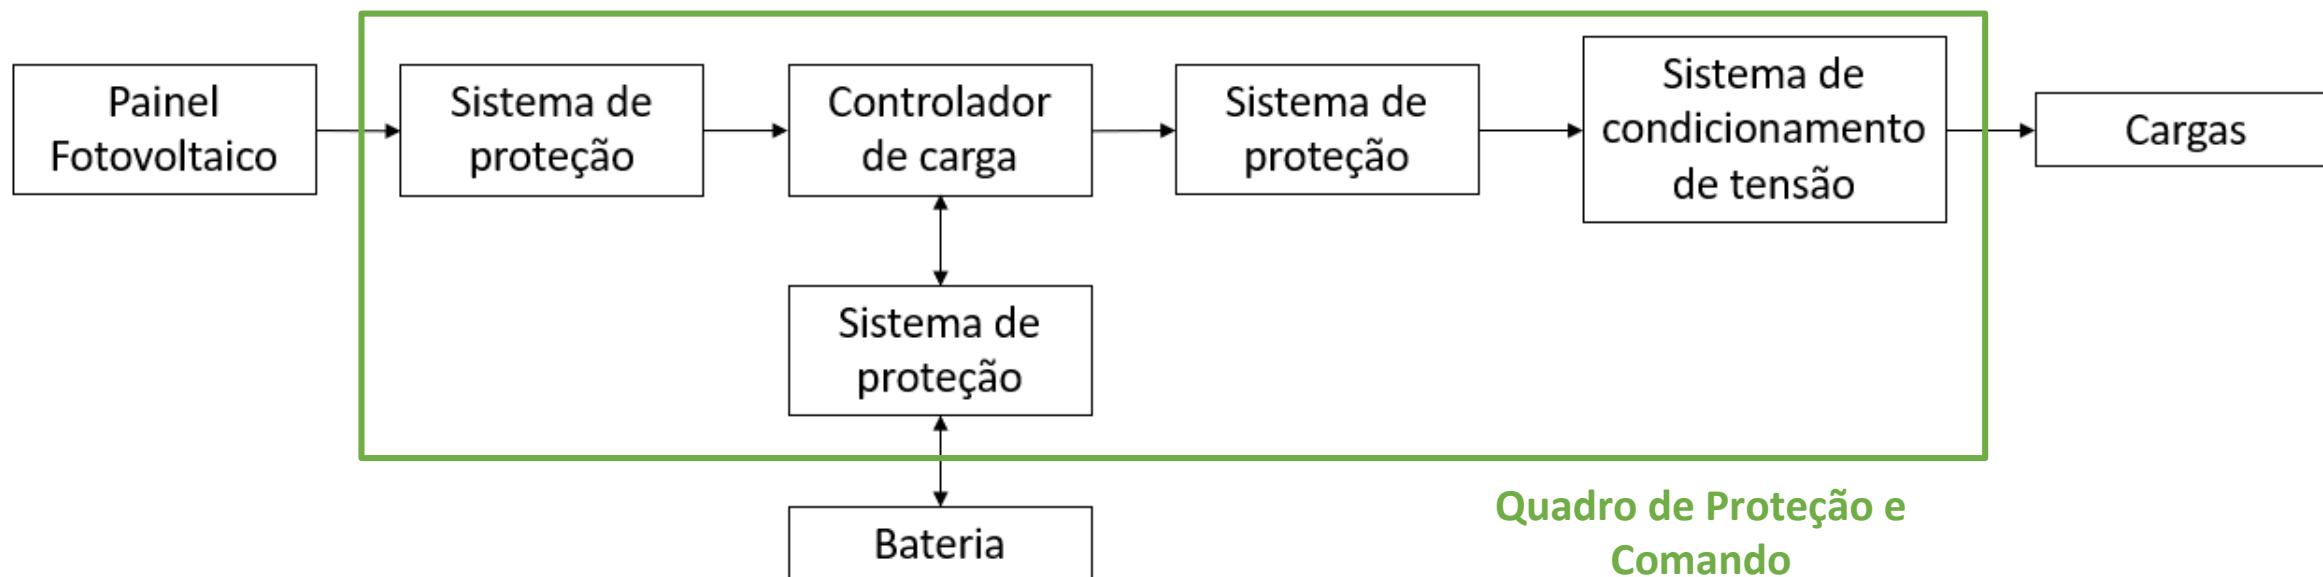 Painel
Fotovoltaico
Sistema de
proteção
Controlador
de carga
Sistema de
proteção
Sistema de
condicionamento
de tensão
Cargas
Sistema de
proteção
Bateria
Quadro de Proteção e
Comando